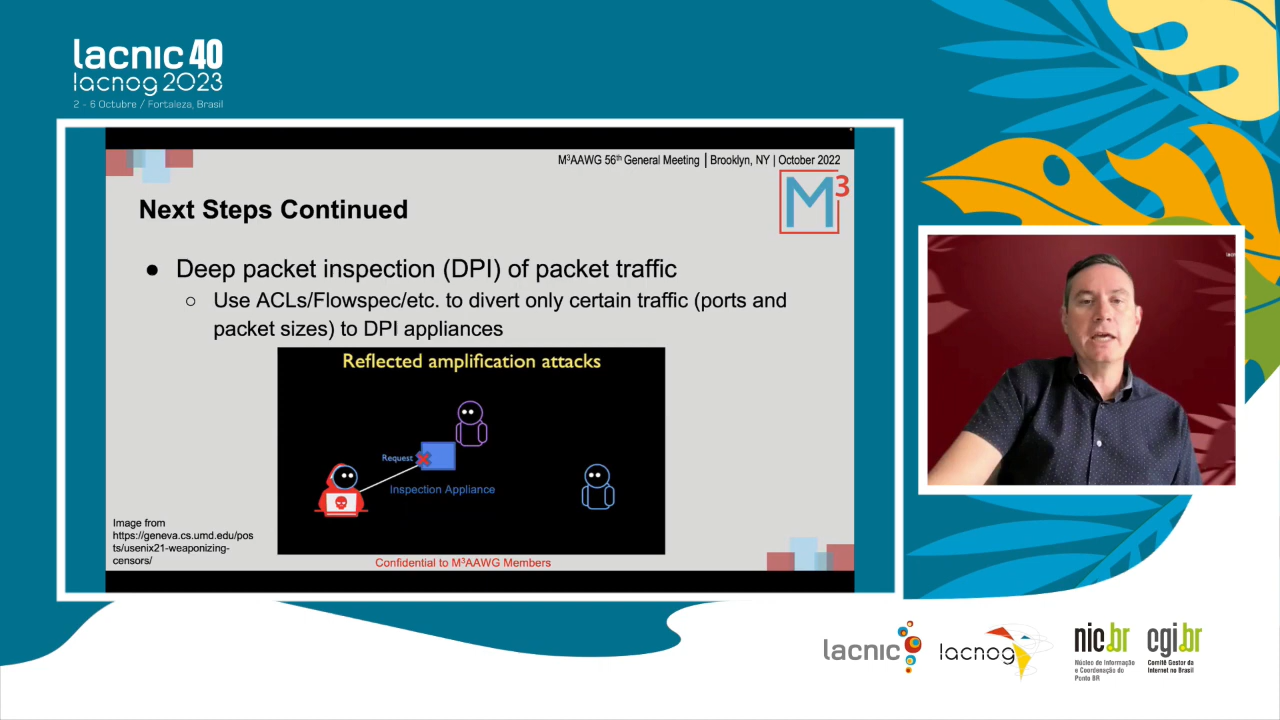 lacnic 40
lacnog 2023
2 - 6 Octubre / Fortaleza, Brasil
M³AAWG 56th General Meeting | Brooklyn, NY | October 2022
M3
Next Steps Continued
● Deep packet inspection (DPI) of packet traffic
○ Use ACLs/Flowspec/etc. to divert only certain traffic (ports and
packet sizes) to DPI appliances
Reflected amplification attacks
Request
Inspection Appliance
Image from
https://geneva.cs.umd.edu/pos
ts/usenix21-weaponizing-
censors/
Confidential to M³AAWG Members
lacnic
lacnog
nic.br
Núcleo de Informação
e Coordenação do
Ponto BR
cgi.br
Comitê Gestor da
Internet no Brasil